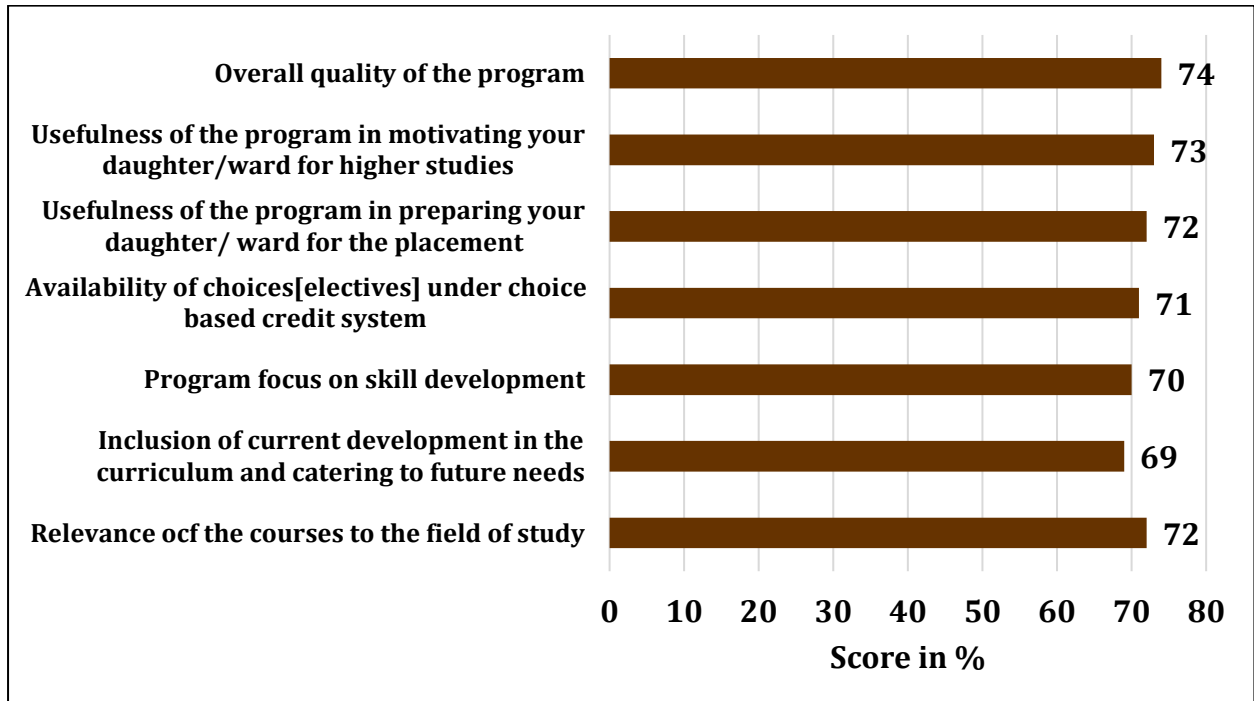 Overall quality of the program
74
Usefulness of the program in motivating your
daughter/ward for higher studies
73
Usefulness of the program in preparing your
daughter/ ward for the placement
72
Availability of choices[electives] under choice
based credit system
71
Program focus on skill development
70
Inclusion of current development in the
curriculum and catering to future needs
69
Relevance ocf the courses to the field of study
72
0 10 20 30 40 50 60 70 80
Score in %